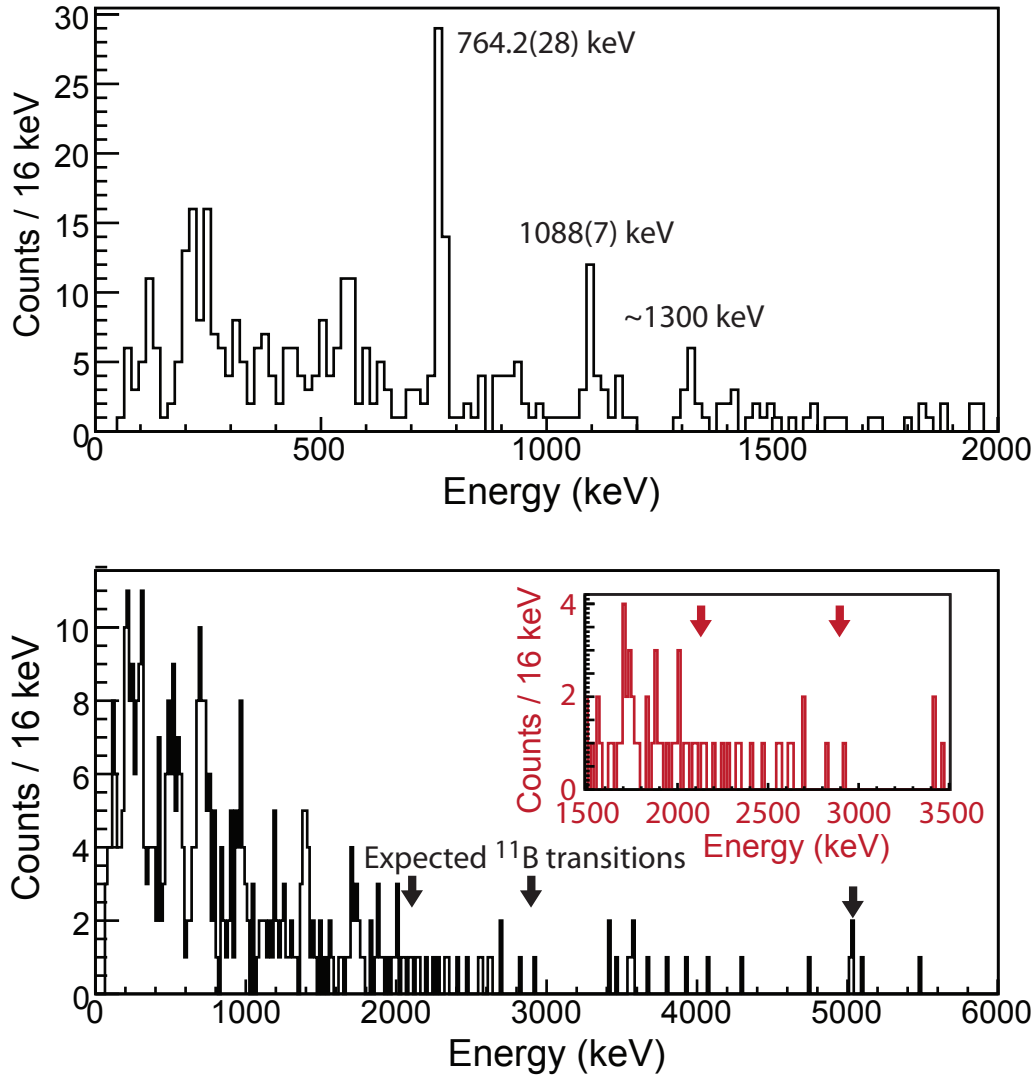 30
25
20
15
10
5
0
Counts / 16 keV
764.2(28) keV
1088(7) keV
~1300 keV
0 500 1000 1500 2000
Energy (keV)
10
8
6
4
2
0
Counts / 16 keV
Expected ¹¹B transitions
4
2
0
Counts / 16 keV
1500 2000 2500 3000 3500
Energy (keV)
0 1000 2000 3000 4000 5000 6000
Energy (keV)